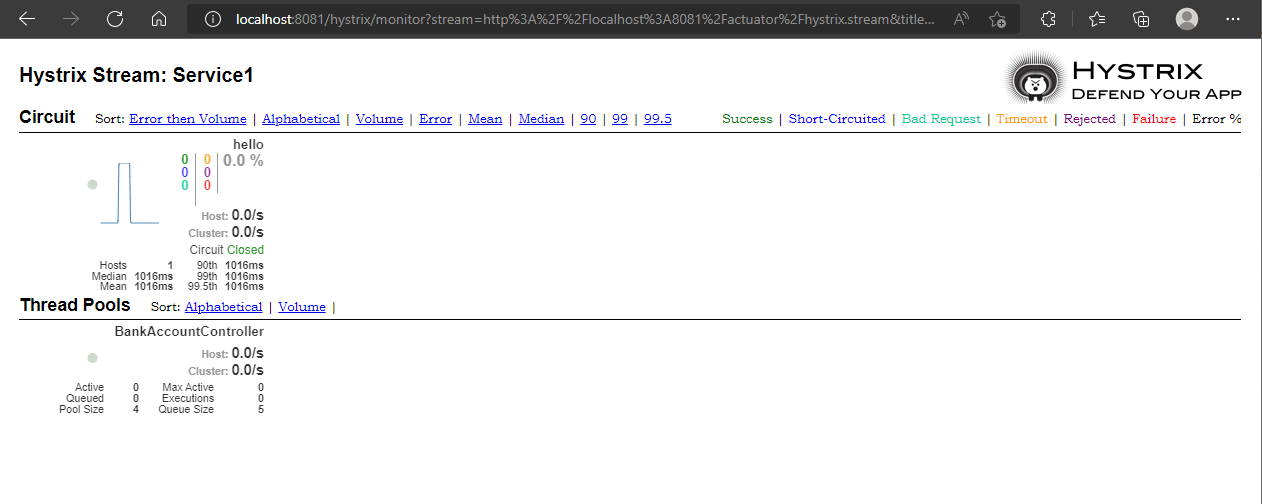 localhost:8081/hystrix/monitor?stream=http%3A%2F%2Flocalhost%3A8081%2Factuator%2Fhystrix.stream&title...
Hystrix Stream: Service1
HYSTRIX
DEFEND YOUR APP
Circuit Sort: Error then Volume | Alphabetical | Volume | Error | Mean | Median | 90 | 99 | 99.5 Success | Short-Circuited | Bad Request | Timeout | Rejected | Failure | Error %
hello
0 0 0.0 %
0 0
0 0
Host: 0.0/s
Cluster: 0.0/s
Circuit Closed
Hosts 1 90th 1016ms
Median 1016ms 99th 1016ms
Mean 1016ms 99.5th 1016ms
Thread Pools Sort: Alphabetical | Volume |
BankAccountController
Host: 0.0/s
Cluster: 0.0/s
Active 0 Max Active 0
Queued 0 Executions 0
Pool Size 4 Queue Size 5